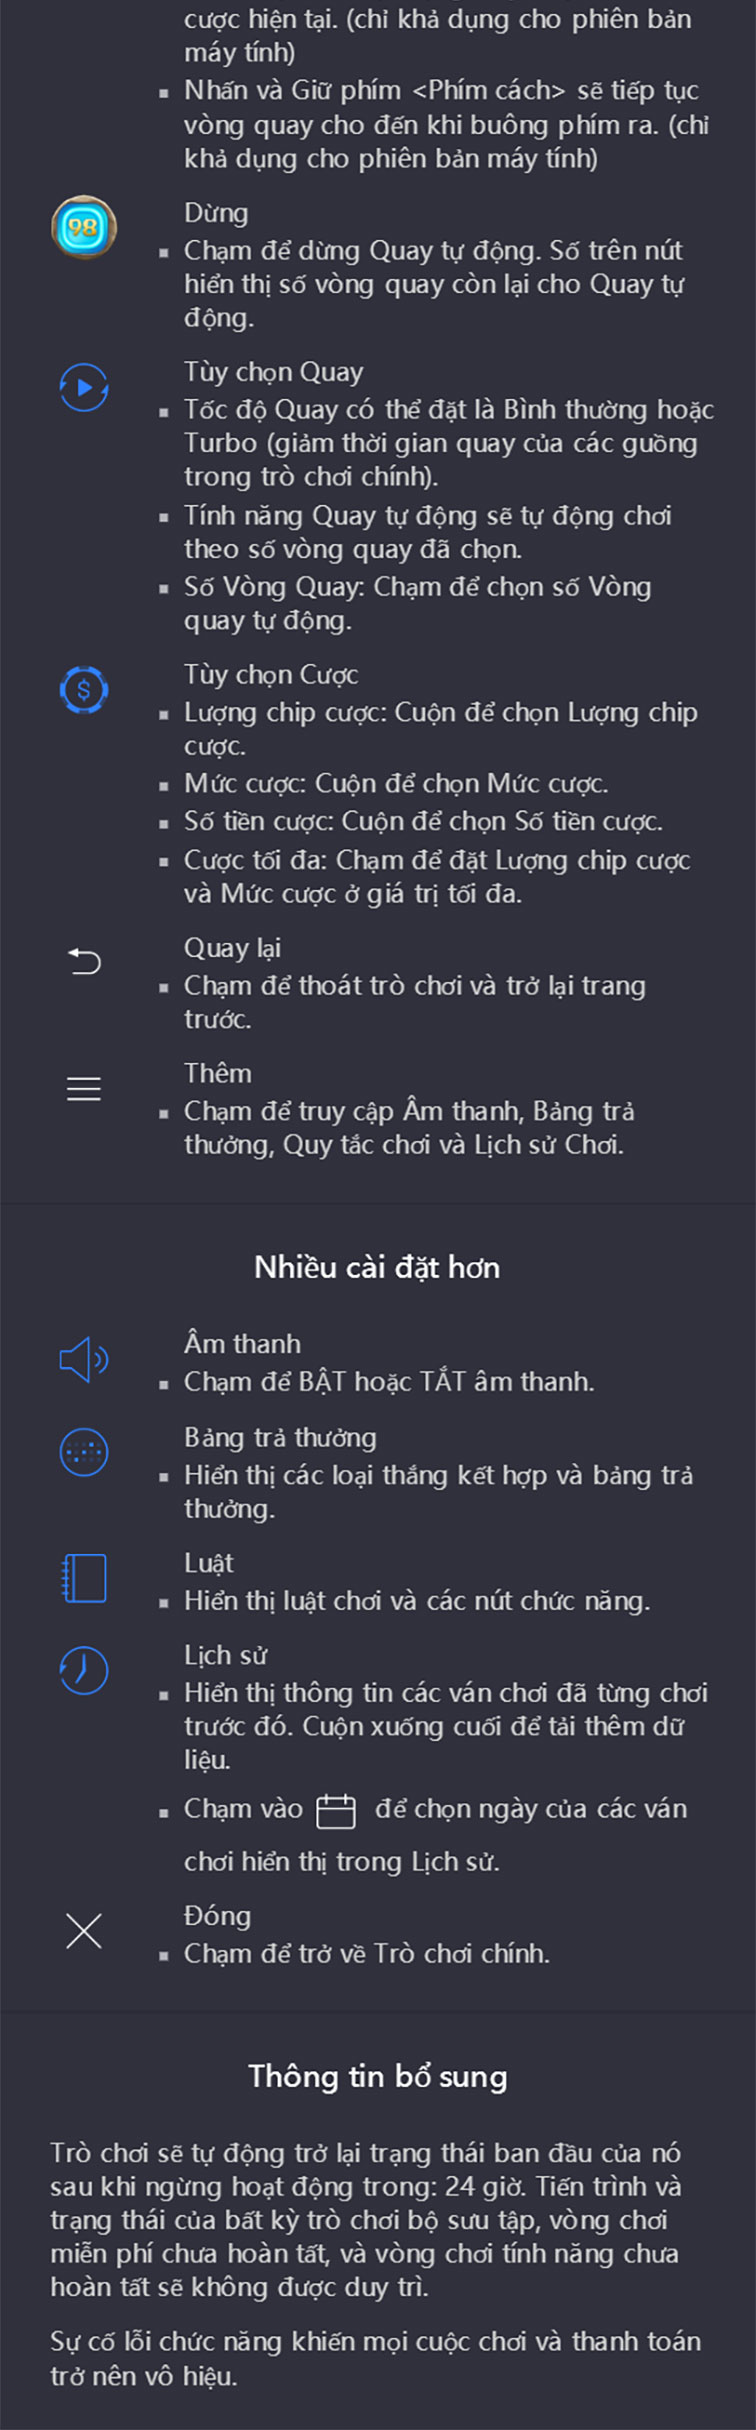 cược hiện tại. (chỉ khả dụng cho phiên bản
máy tính)
▪ Nhấn và Giữ phím <Phím cách> sẽ tiếp tục
vòng quay cho đến khi buông phím ra. (chỉ
khả dụng cho phiên bản máy tính)
98
Dừng
▪ Chạm để dừng Quay tự động. Số trên nút
hiển thị số vòng quay còn lại cho Quay tự
động.
Tùy chọn Quay
▪ Tốc độ Quay có thể đặt là Bình thường hoặc
Turbo (giảm thời gian quay của các guồng
trong trò chơi chính).
▪ Tính năng Quay tự động sẽ tự động chơi
theo số vòng quay đã chọn.
▪ Số Vòng Quay: Chạm để chọn số Vòng
quay tự động.
$
Tùy chọn Cược
▪ Lượng chip cược: Cuộn để chọn Lượng chip
cược.
▪ Mức cược: Cuộn để chọn Mức cược.
▪ Số tiền cược: Cuộn để chọn Số tiền cược.
▪ Cược tối đa: Chạm để đặt Lượng chip cược
và Mức cược ở giá trị tối đa.
Quay lại
▪ Chạm để thoát trò chơi và trở lại trang
trước.
Thêm
▪ Chạm để truy cập Âm thanh, Bảng trả
thưởng, Quy tắc chơi và Lịch sử Chơi.
Nhiều cài đặt hơn
Âm thanh
▪ Chạm để BẬT hoặc TẮT âm thanh.
Bảng trả thưởng
▪ Hiển thị các loại thắng kết hợp và bảng trả
thưởng.
Luật
▪ Hiển thị luật chơi và các nút chức năng.
Lịch sử
▪ Hiển thị thông tin các ván chơi đã từng chơi
trước đó. Cuộn xuống cuối để tải thêm dữ
liệu.
▪ Chạm vào để chọn ngày của các ván
chơi hiển thị trong Lịch sử.
Đóng
▪ Chạm để trở về Trò chơi chính.
Thông tin bổ sung
Trò chơi sẽ tự động trở lại trạng thái ban đầu của nó
sau khi ngừng hoạt động trong: 24 giờ. Tiến trình và
trạng thái của bất kỳ trò chơi bộ sưu tập, vòng chơi
miễn phí chưa hoàn tất, và vòng chơi tính năng chưa
hoàn tất sẽ không được duy trì.
Sự cố lỗi chức năng khiến mọi cuộc chơi và thanh toán
trở nên vô hiệu.